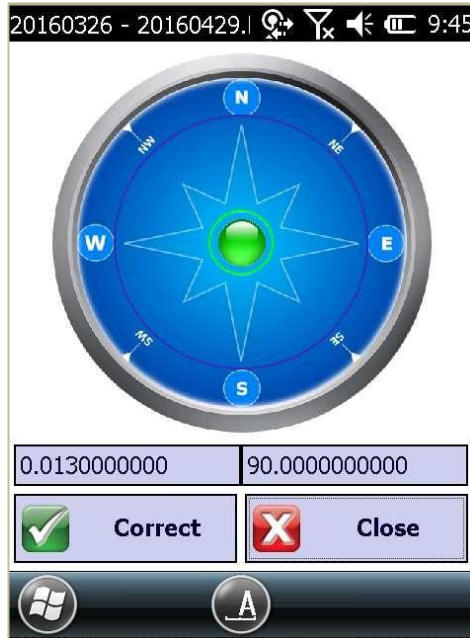 20160326 - 20160429.l 9:45
N
NW NE
W E
SW SE
S
0.0130000000 90.0000000000
Correct Close
A